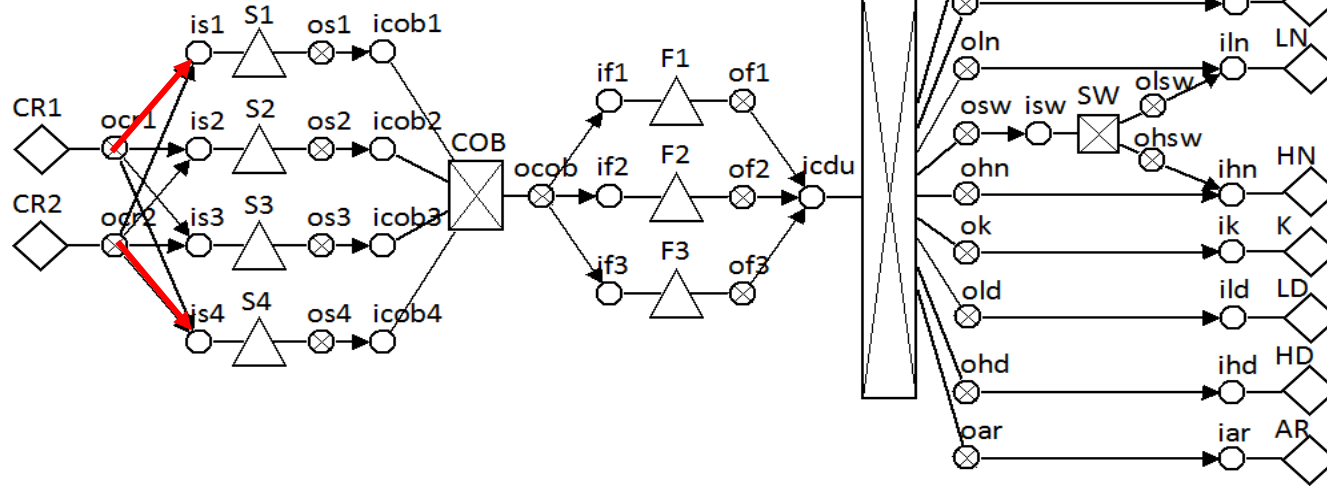 is1 S1 os1 icob1
CR1 ocr1 is2 S2 os2 icob2
CR2 ocr2 is3 S3 os3 icob3
is4 S4 os4 icob4
COB ocob
if1 F1 of1
if2 F2 of2
if3 F3 of3
icdu
oln iln LN
osw isw SW olsw
ohsw
ohn ihn HN
ok ik K
old ild LD
ohd ihd HD
oar iar AR